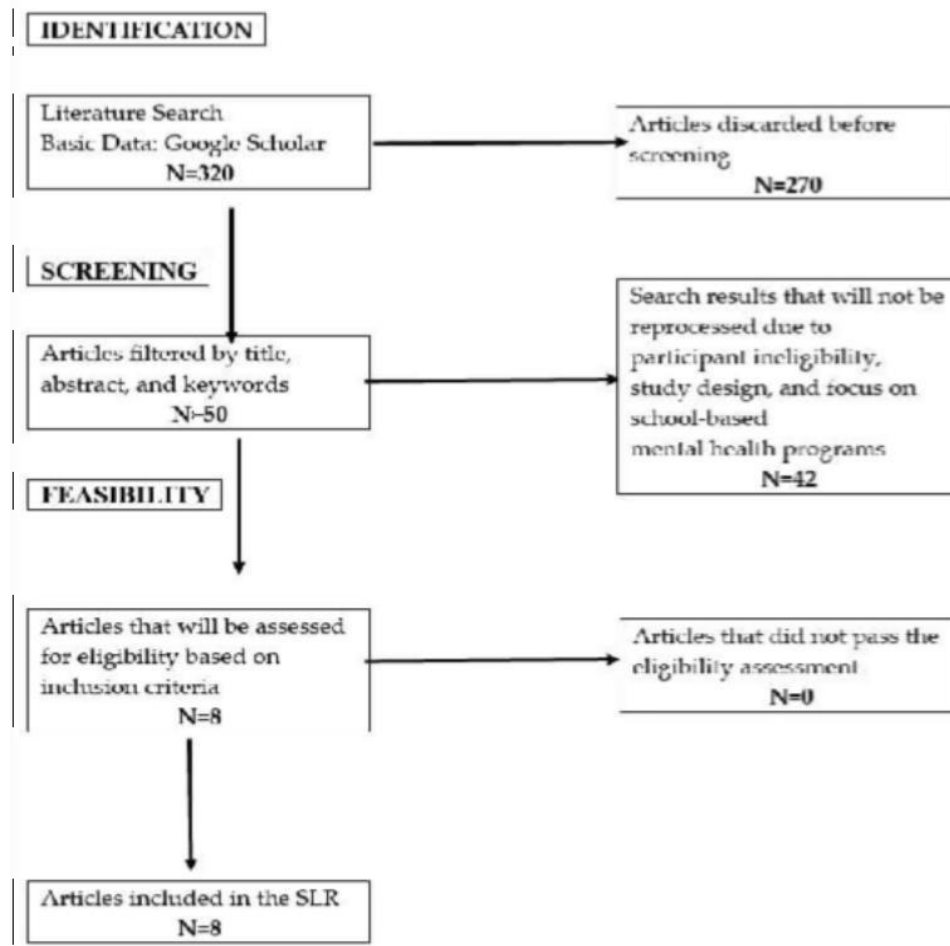 IDENTIFICATION
Literature Search
Basic Data: Google Scholar
N=320
Articles discarded before
screening
N=270
SCREENING
Articles filtered by title,
abstract, and keywords
N=50
Search results that will not be
reprocessed due to
participant ineligibility,
study design, and focus on
school-based
mental health programs
N=42
FEASIBILITY
Articles that will be assessed
for eligibility based on
inclusion criteria
N=8
Articles that did not pass the
eligibility assessment
N=0
Articles included in the SLR
N=8